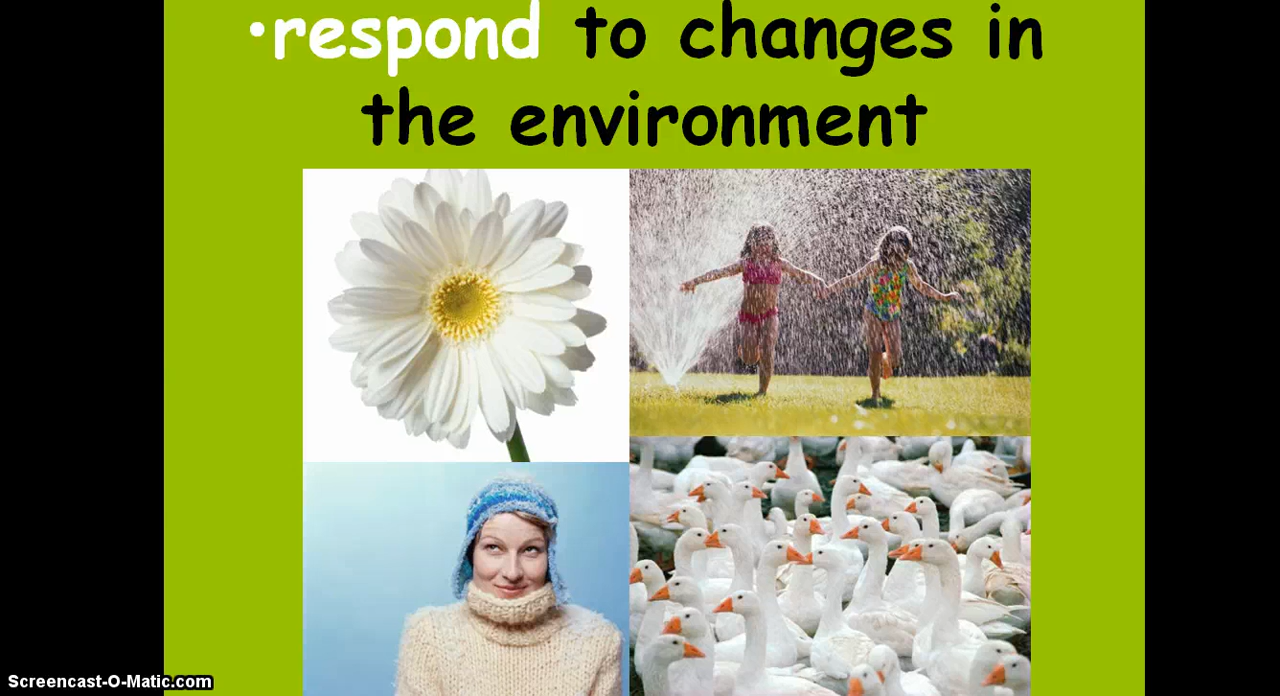 •respond to changes in
the environment
Screencast-O-Matic.com